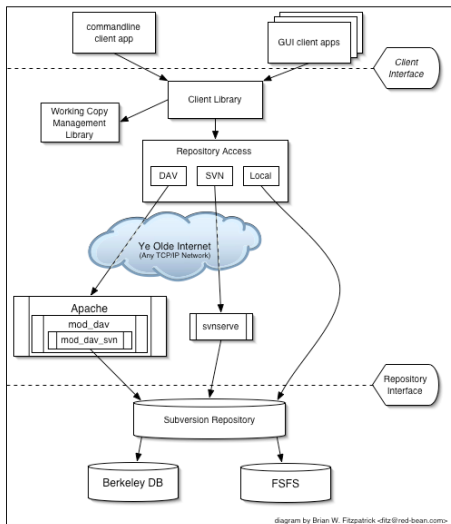 commandline
client app
GUI client apps
Client
Interface
Client Library
Working Copy
Management
Library
Repository Access
DAV
SVN
Local
Ye Olde Internet
(Any TCP/IP Network)
Apache
mod_dav
mod_dav_svn
svnserve
Repository
Interface
Subversion Repository
Berkeley DB
FSFS
diagram by Brian W. Fitzpatrick <fitz@red-bean.com>